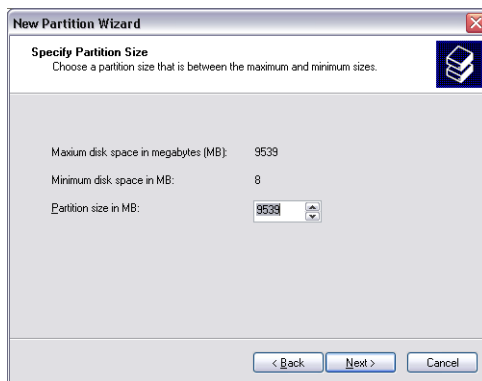 New Partition Wizard
Specify Partition Size
Choose a partition size that is between the maximum and minimum sizes.
Maxium disk space in megabytes (MB): 9539
Minimum disk space in MB: 8
Partition size in MB: 9539
< Back Next > Cancel